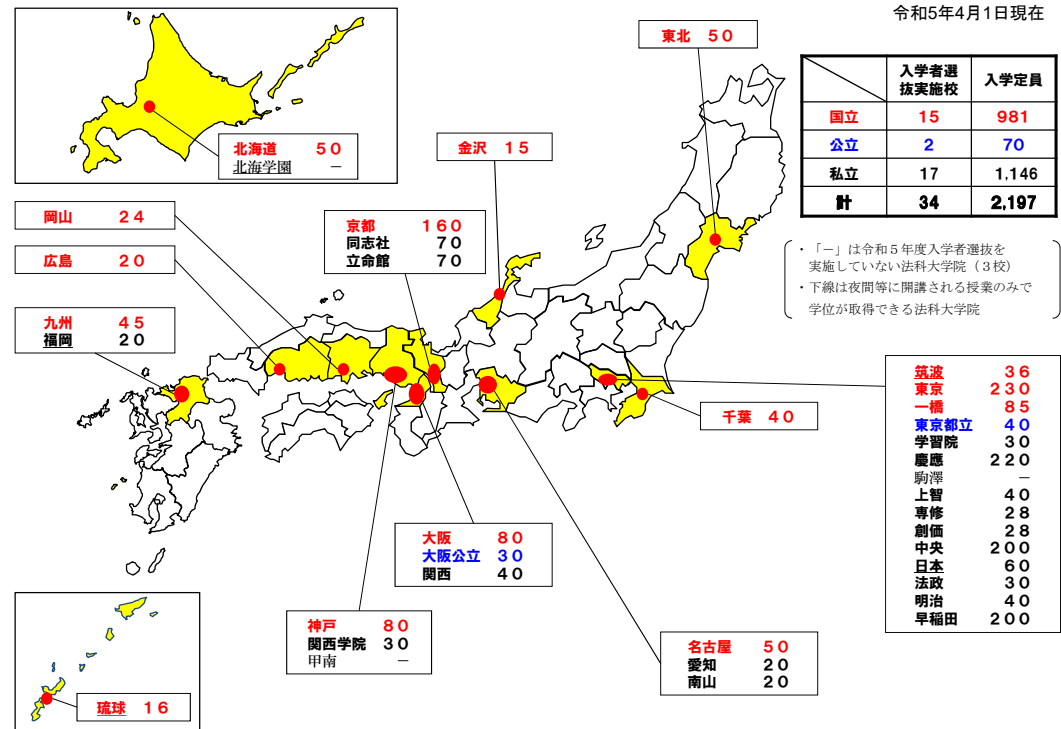 令和5年4月1日現在
東北 50
入学者選抜実施校 入学定員
国立 15 981
公立 2 70
私立 17 1,146
計 34 2,197
・「－」は令和５年度入学者選抜を
実施していない法科大学院（３校）
・下線は夜間等に開講される授業のみで
学位が取得できる法科大学院
北海道 50
北海学園 －
金沢 15
岡山 24
広島 20
京都 160
同志社 70
立命館 70
九州 45
福岡 20
千葉 40
筑波 36
東京 230
一橋 85
東京都立 40
学習院 30
慶應 220
駒澤 －
上智 40
専修 28
創価 28
中央 200
日本 60
法政 30
明治 40
早稲田 200
大阪 80
大阪公立 30
関西 40
神戸 80
関西学院 30
甲南 －
名古屋 50
愛知 20
南山 20
琉球 16